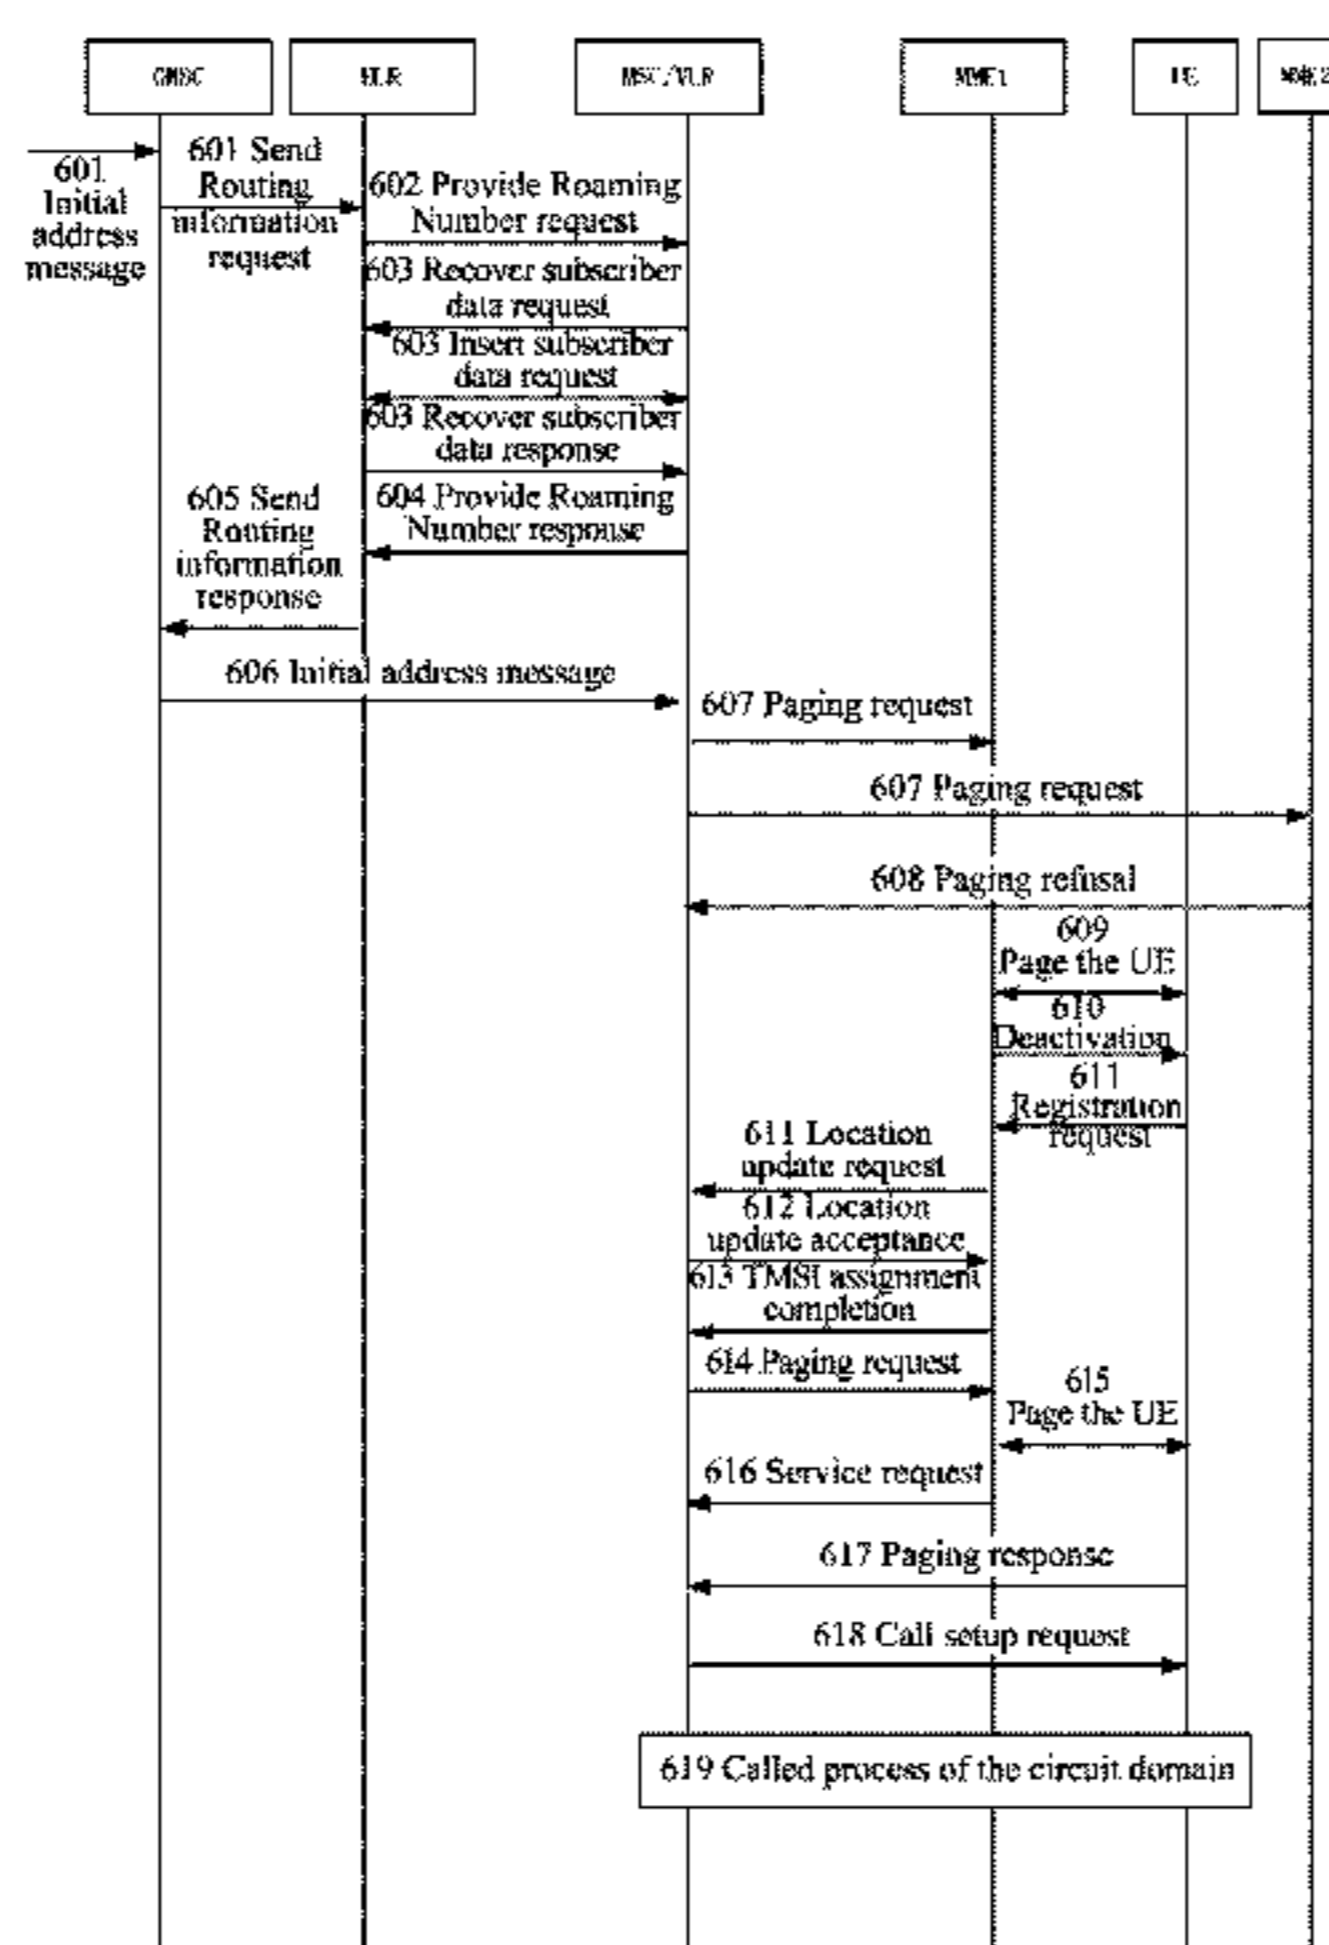 GMSC
HLR
MSC/VLR
MME1
UE
MME2
601
Initial
address
message
601 Send
Routing
information
request
602 Provide Roaming
Number request
603 Recover subscriber
data request
603 Insert subscriber
data request
603 Recover subscriber
data response
604 Provide Roaming
Number response
605 Send
Routing
information
response
606 Initial address message
607 Paging request
607 Paging request
608 Paging refusal
609
Page the UE
610
Deactivation
611
Registration
request
611 Location
update request
612 Location
update acceptance
613 TMSI assignment
completion
614 Paging request
615
Page the UE
616 Service request
617 Paging response
618 Call setup request
619 Called process of the circuit domain